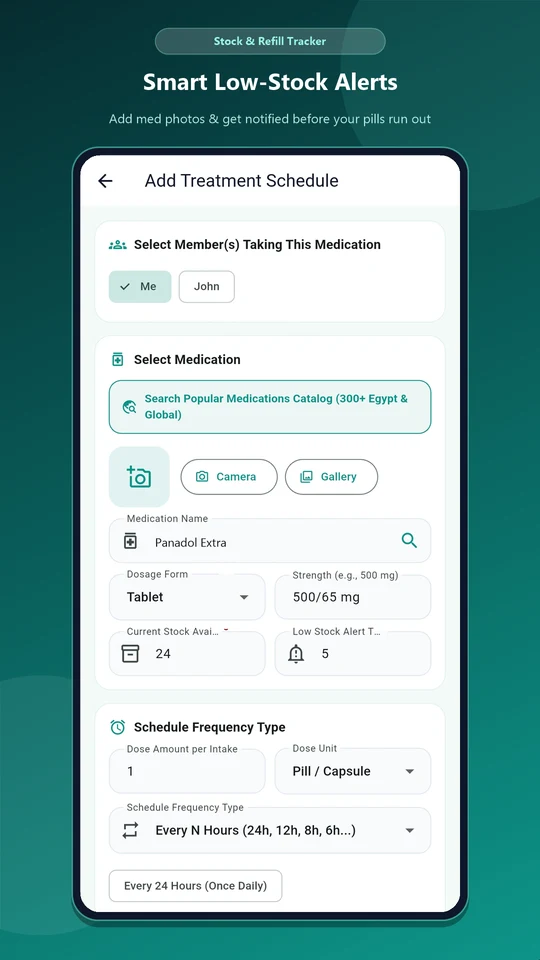 Stock & Refill Tracker
Smart Low-Stock Alerts
Add med photos & get notified before your pills run out
Add Treatment Schedule
Select Member(s) Taking This Medication
Me
John
Select Medication
Search Popular Medications Catalog (300+ Egypt &
Global)
Camera
Gallery
Medication Name
Panadol Extra
Dosage Form
Tablet
Strength (e.g., 500 mg)
500/65 mg
Current Stock Avai...
24
Low Stock Alert T...
5
Schedule Frequency Type
Dose Amount per Intake
1
Dose Unit
Pill / Capsule
Schedule Frequency Type
Every N Hours (24h, 12h, 8h, 6h...)
Every 24 Hours (Once Daily)